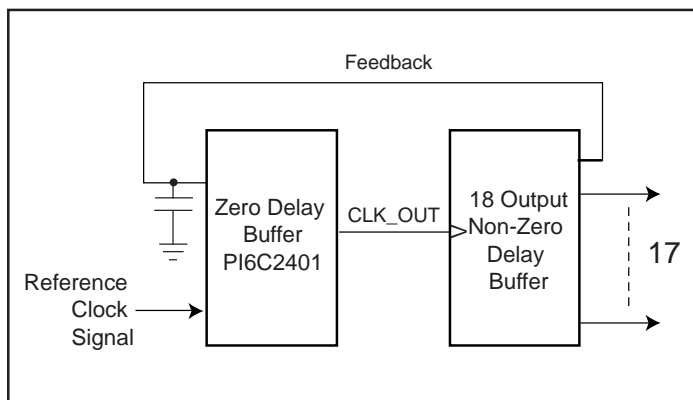 Feedback
Zero Delay
Buffer
PI6C2401
CLK_OUT
18 Output
Non-Zero
Delay
Buffer
17
Reference
Clock
Signal